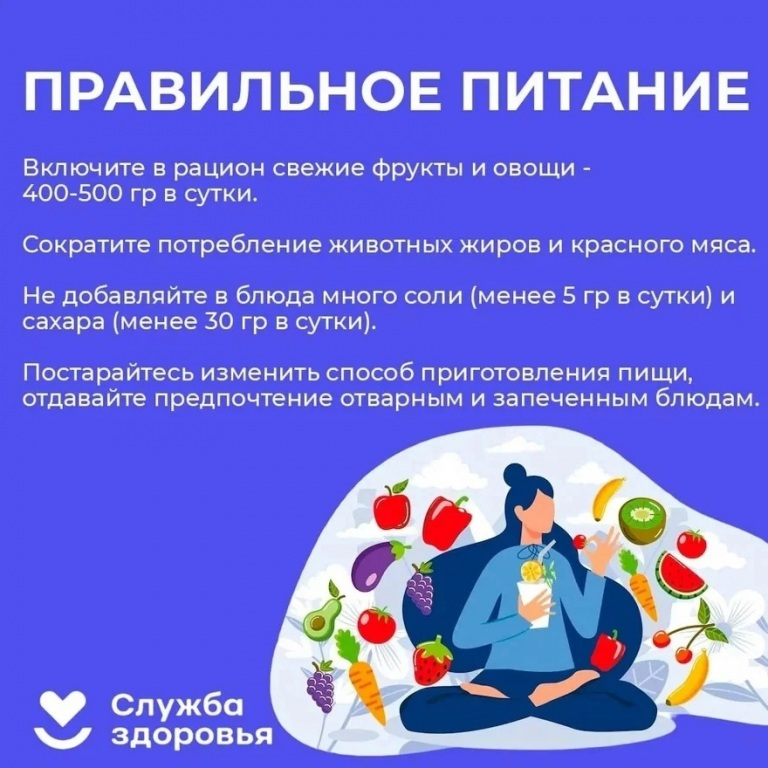 ПРАВИЛЬНОЕ ПИТАНИЕ
Включите в рацион свежие фрукты и овощи -
400-500 гр в сутки.
Сократите потребление животных жиров и красного мяса.
Не добавляйте в блюда много соли (менее 5 гр в сутки) и
сахара (менее 30 гр в сутки).
Постарайтесь изменить способ приготовления пищи,
отдавайте предпочтение отварным и запеченным блюдам.
Служба
здоровья